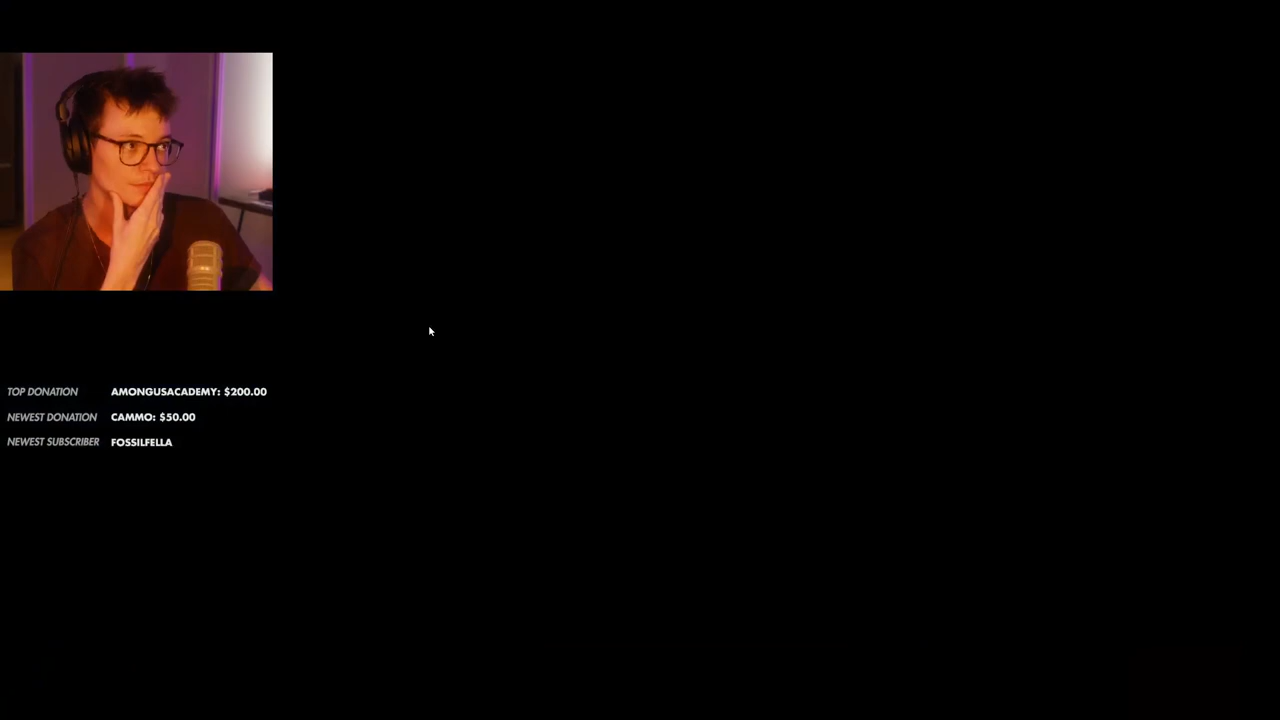 TOP DONATION AMONGUSACADEMY: $200.00
NEWEST DONATION CAMMO: $50.00
NEWEST SUBSCRIBER FOSSILFELLA